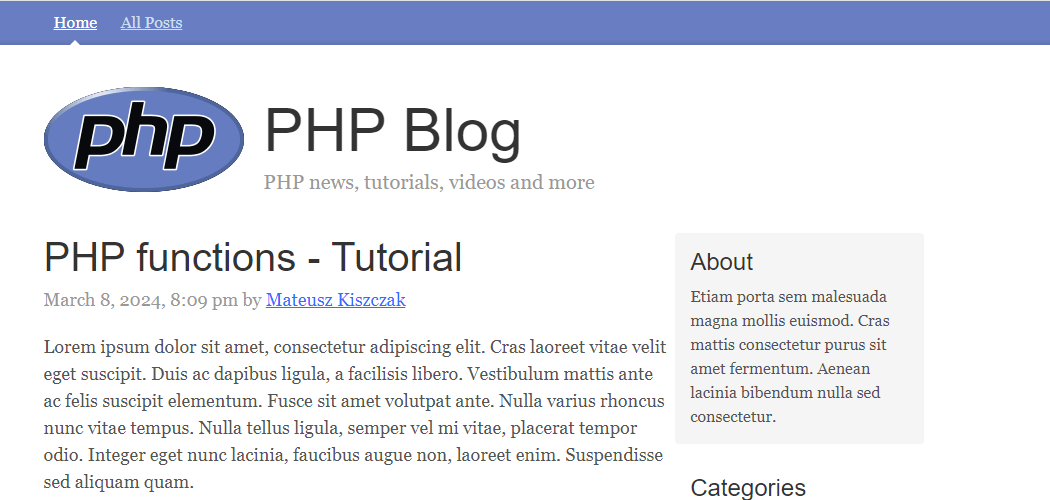 Home All Posts
php
PHP Blog
PHP news, tutorials, videos and more
PHP functions - Tutorial
March 8, 2024, 8:09 pm by Mateusz Kiszczak
Lorem ipsum dolor sit amet, consectetur adipiscing elit. Cras laoreet vitae velit
eget suscipit. Duis ac dapibus ligula, a facilisis libero. Vestibulum mattis ante
ac felis suscipit elementum. Fusce sit amet volutpat ante. Nulla varius rhoncus
nunc vitae tempus. Nulla tellus ligula, semper vel mi vitae, placerat tempor
odio. Integer eget nunc lacinia, faucibus augue non, laoreet enim. Suspendisse
sed aliquam quam.
About
Etiam porta sem malesuada
magna mollis euismod. Cras
mattis consectetur purus sit
amet fermentum. Aenean
lacinia bibendum nulla sed
consectetur.
Categories